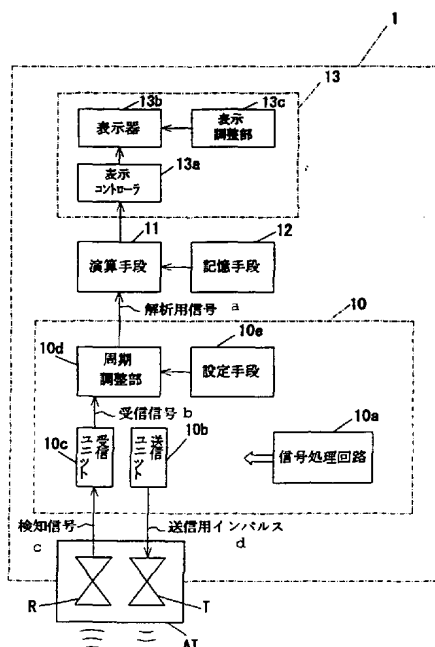 1
13
13b
13c
表示器
表示
調整部
13a
表示
コントローラ
11
12
演算手段
記憶手段
解析用信号 a
10
10d
10e
周期
調整部
設定手段
受信信号 b
10c
10b
10a
受信
ユニット
送信
ユニット
信号処理回路
検知信号
c
送信用インパルス
d
R
T
AT